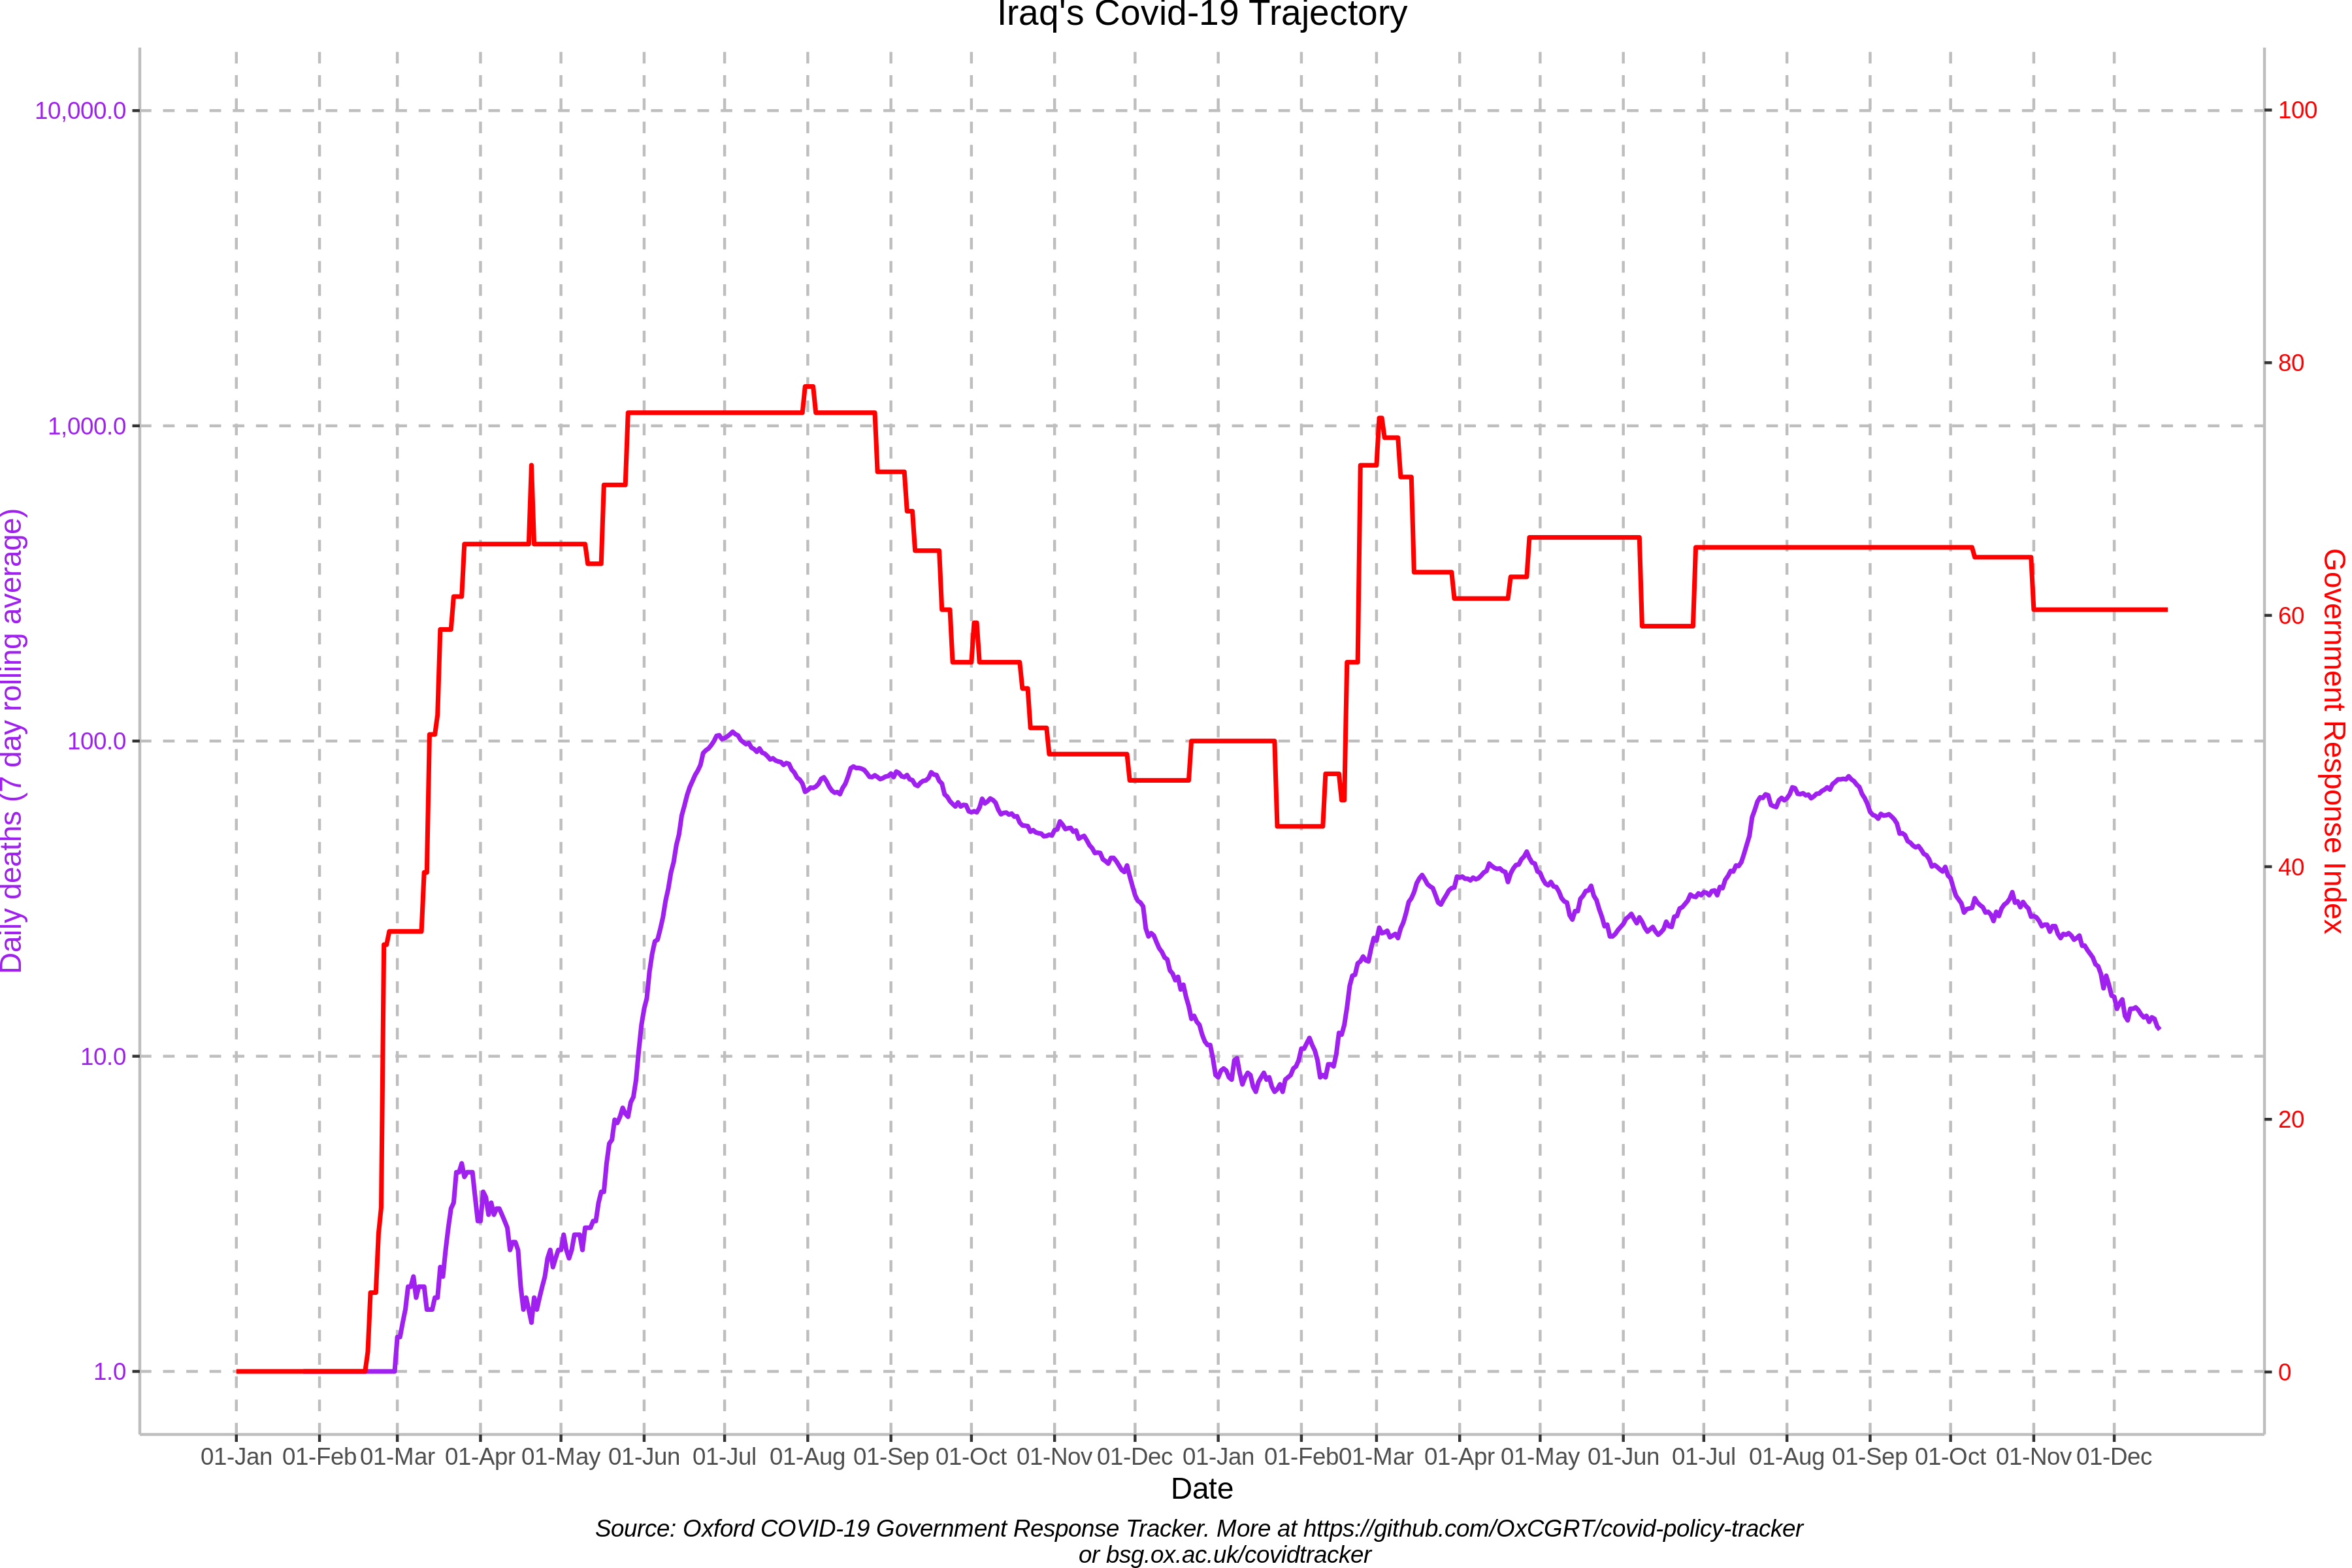 Iraq's Covid-19 Trajectory
10,000.0
1,000.0
100.0
10.0
1.0
Daily deaths (7 day rolling average)
100
80
60
40
20
0
Government Response Index
01-Jan 01-Feb 01-Mar 01-Apr 01-May 01-Jun 01-Jul 01-Aug 01-Sep 01-Oct 01-Nov 01-Dec 01-Jan 01-Feb 01-Mar 01-Apr 01-May 01-Jun 01-Jul 01-Aug 01-Sep 01-Oct 01-Nov 01-Dec
Date
Source: Oxford COVID-19 Government Response Tracker. More at https://github.com/OxCGRT/covid-policy-tracker
or bsg.ox.ac.uk/covidtracker